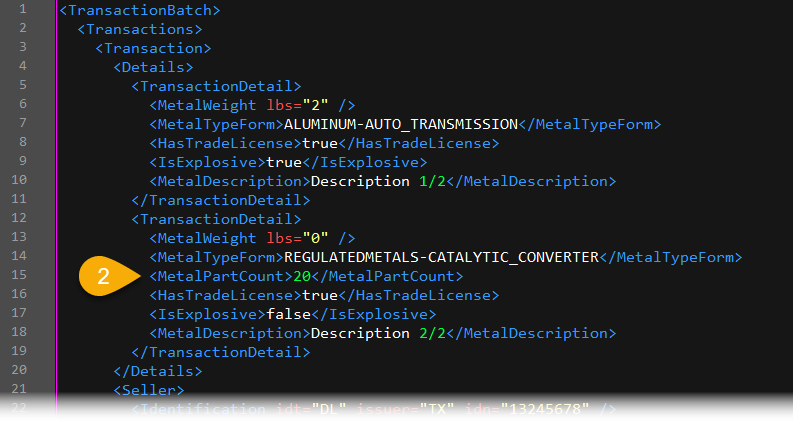 1 <TransactionBatch>
2 <Transactions>
3 <Transaction>
4 <Details>
5 <TransactionDetail>
6 <MetalWeight lbs="2" />
7 <MetalTypeForm>ALUMINUM-AUTO_TRANSMISSION</MetalTypeForm>
8 <HasTradeLicense>true</HasTradeLicense>
9 <IsExplosive>true</IsExplosive>
10 <MetalDescription>Description 1/2</MetalDescription>
11 </TransactionDetail>
12 <TransactionDetail>
13 <MetalWeight lbs="0" />
14 <MetalTypeForm>REGULATEDMETALS-CATALYTIC_CONVERTER</MetalTypeForm>
2 15 <MetalPartCount>20</MetalPartCount>
16 <HasTradeLicense>true</HasTradeLicense>
17 <IsExplosive>false</IsExplosive>
18 <MetalDescription>Description 2/2</MetalDescription>
19 </TransactionDetail>
20 </Details>
21 <Seller>
22 <Identification idt="DL" issuer="TX" idn="13245678" />